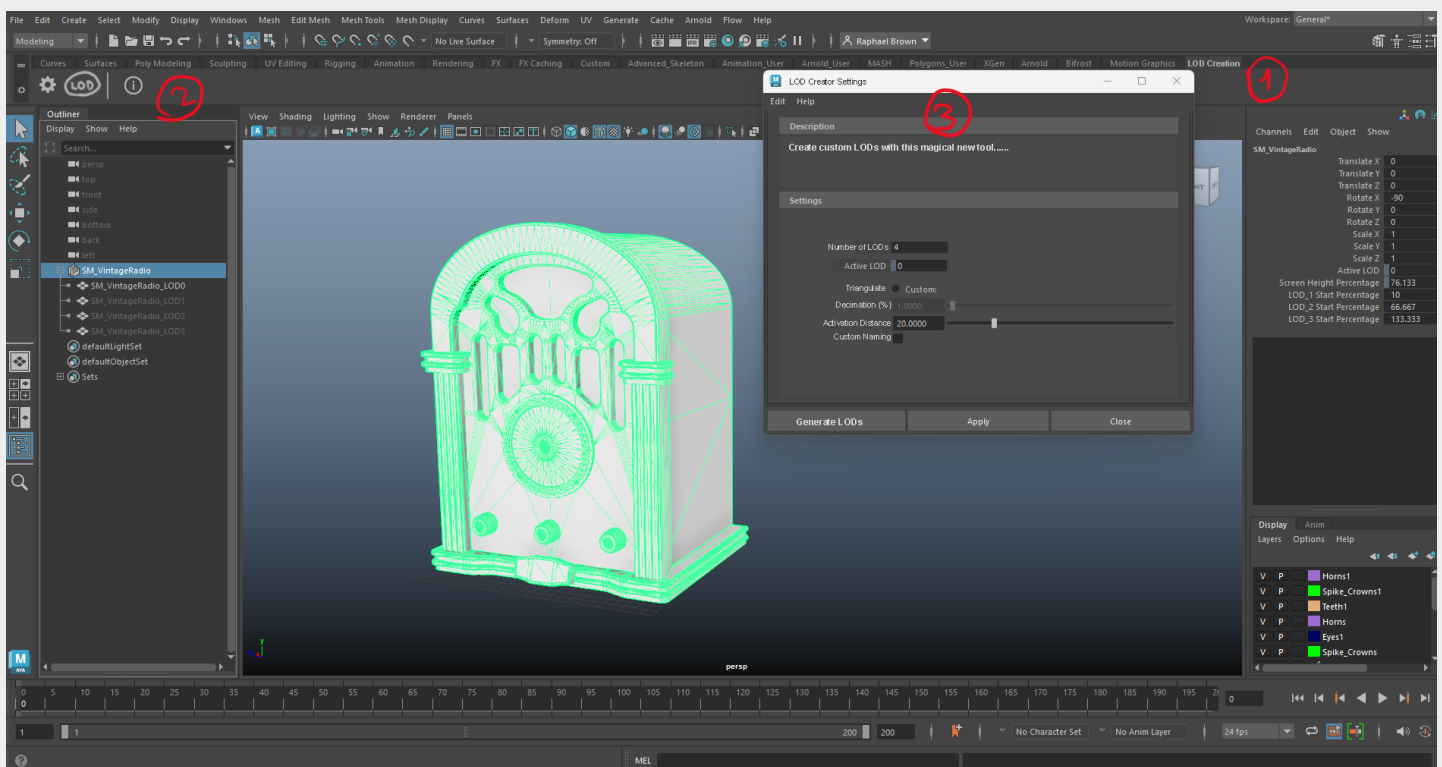 File Edit Create Select Modify Display Windows Mesh Edit Mesh Mesh Tools Mesh Display Curves Surfaces Deform UV Generate Cache Arnold Flow Help Workspace: General*
Modeling No Live Surface Symmetry: Off Raphael Brown
Curves Surfaces Poly Modeling Sculpting UV Editing Rigging Animation Rendering FX FX Caching Custom Advanced_Skeleton Animation_User Arnold_User MASH Polygons_User XGen Arnold Bifrost Motion Graphics LOD Creation
1
LOD
2
Outliner
Display Show Help
Search...
persp
top
front
side
bottom
back
left
SM_VintageRadio
SM_VintageRadio_LOD0
SM_VintageRadio_LOD1
SM_VintageRadio_LOD2
SM_VintageRadio_LOD3
defaultLightSet
defaultObjectSet
Sets
View Shading Lighting Show Renderer Panels
persp
LOD Creator Settings
Edit Help
3
Description
Create custom LODs with this magical new tool......
Settings
Number of LODs 4
Active LOD 0
Triangulate Custom:
Decimation (%) 1.0000
Activation Distance 20.0000
Custom Naming
Generate LODs Apply Close
Channels Edit Object Show
SM_VintageRadio
Translate X 0
Translate Y 0
Translate Z 0
Rotate X -90
Rotate Y 0
Rotate Z 0
Scale X 1
Scale Y 1
Scale Z 1
Active LOD 0
Screen Height Percentage 76.133
LOD_1 Start Percentage 10
LOD_2 Start Percentage 66.667
LOD_3 Start Percentage 133.333
Display Anim
Layers Options Help
V P Horns1
V P Spike_Crowns1
V P Teeth1
V P Horns
V P Eyes1
V P Spike_Crowns
0 5 10 15 20 25 30 35 40 45 50 55 60 65 70 75 80 85 90 95 100 105 110 115 120 125 130 135 140 145 150 155 160 165 170 175 180 185 190 195 0
0
1 1 200 200 No Character Set No Anim Layer 24 fps
MEL